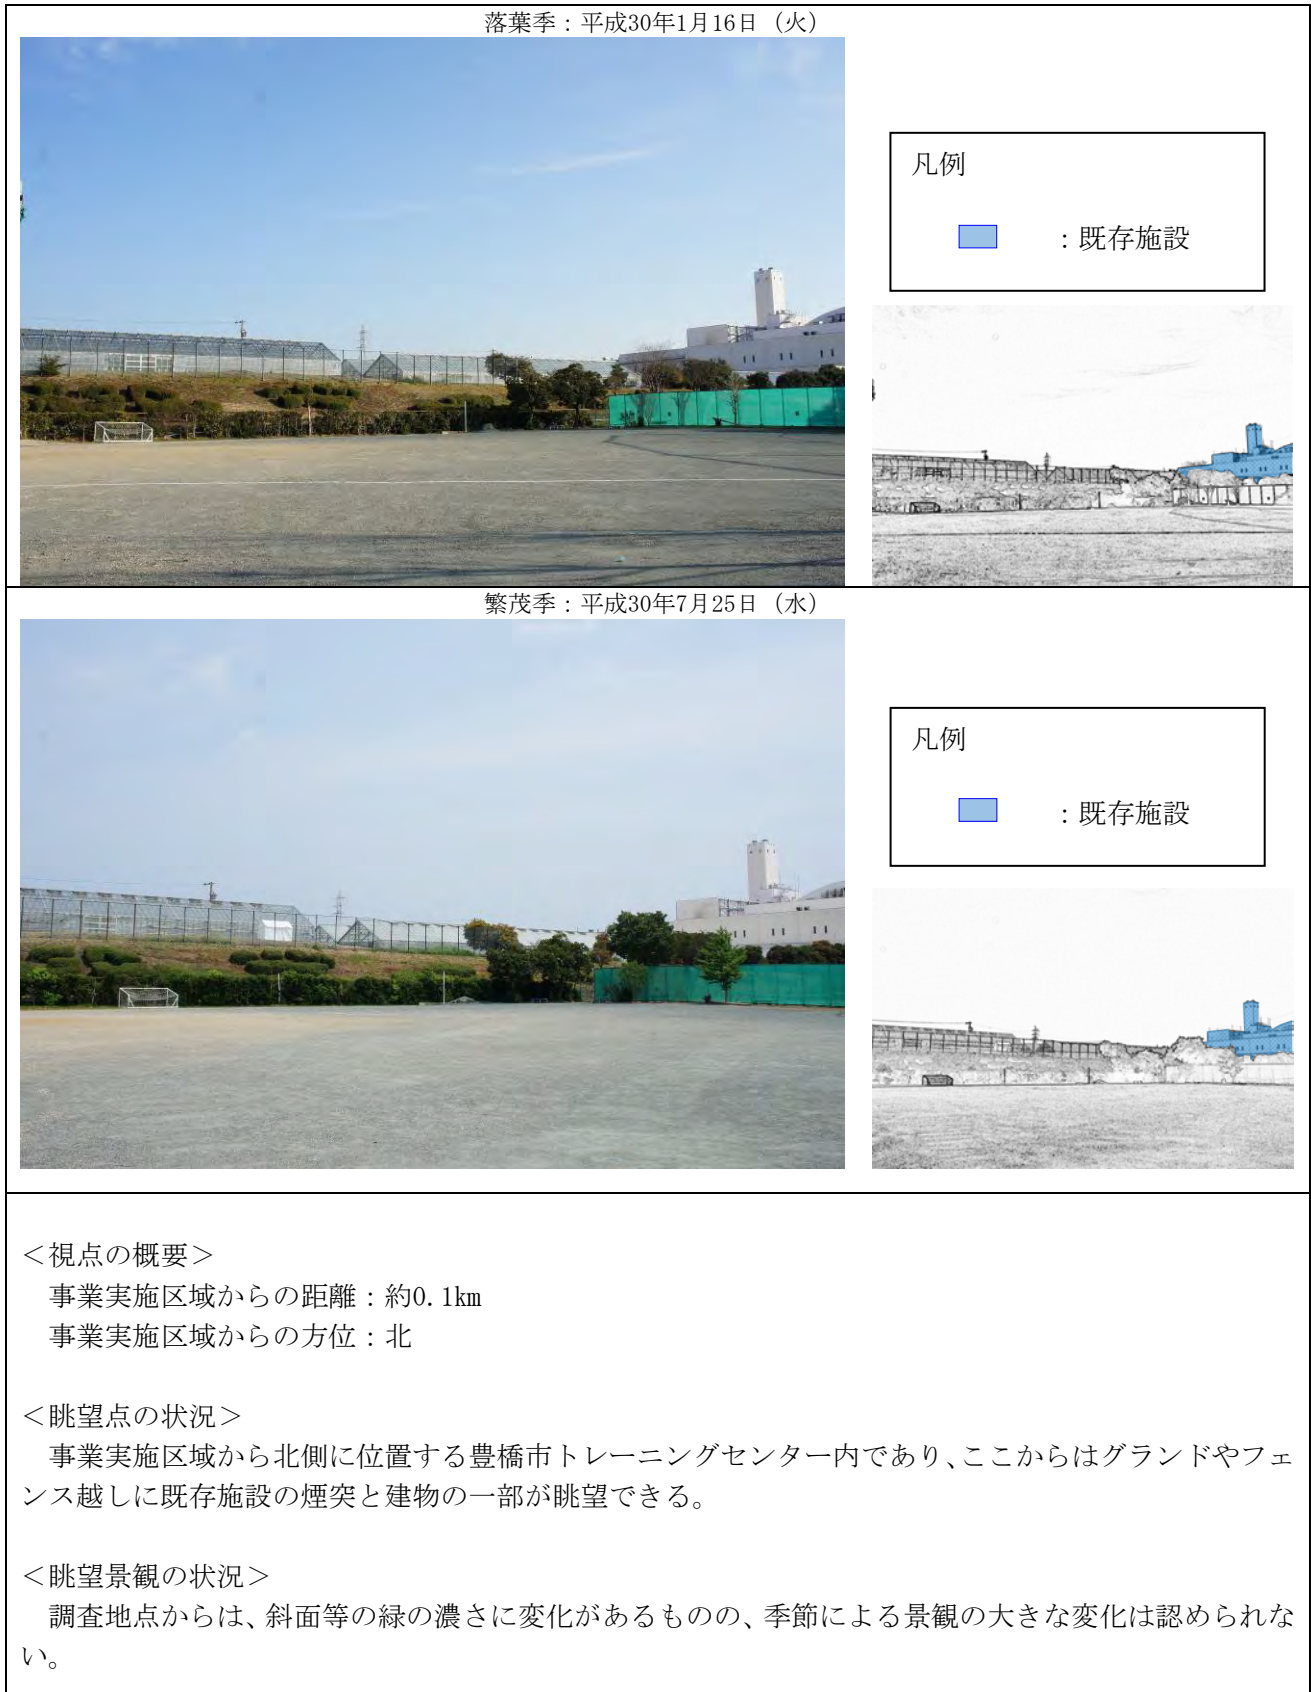 落葉季：平成30年1月16日（火）
凡例
：既存施設
繁茂季：平成30年7月25日（水）
凡例
：既存施設
＜視点の概要＞
事業実施区域からの距離：約0.1km
事業実施区域からの方位：北
＜眺望点の状況＞
事業実施区域から北側に位置する豊橋市トレーニングセンター内であり、ここからはグランドやフェ
ンス越しに既存施設の煙突と建物の一部が眺望できる。
＜眺望景観の状況＞
調査地点からは、斜面等の緑の濃さに変化があるものの、季節による景観の大きな変化は認められな
い。